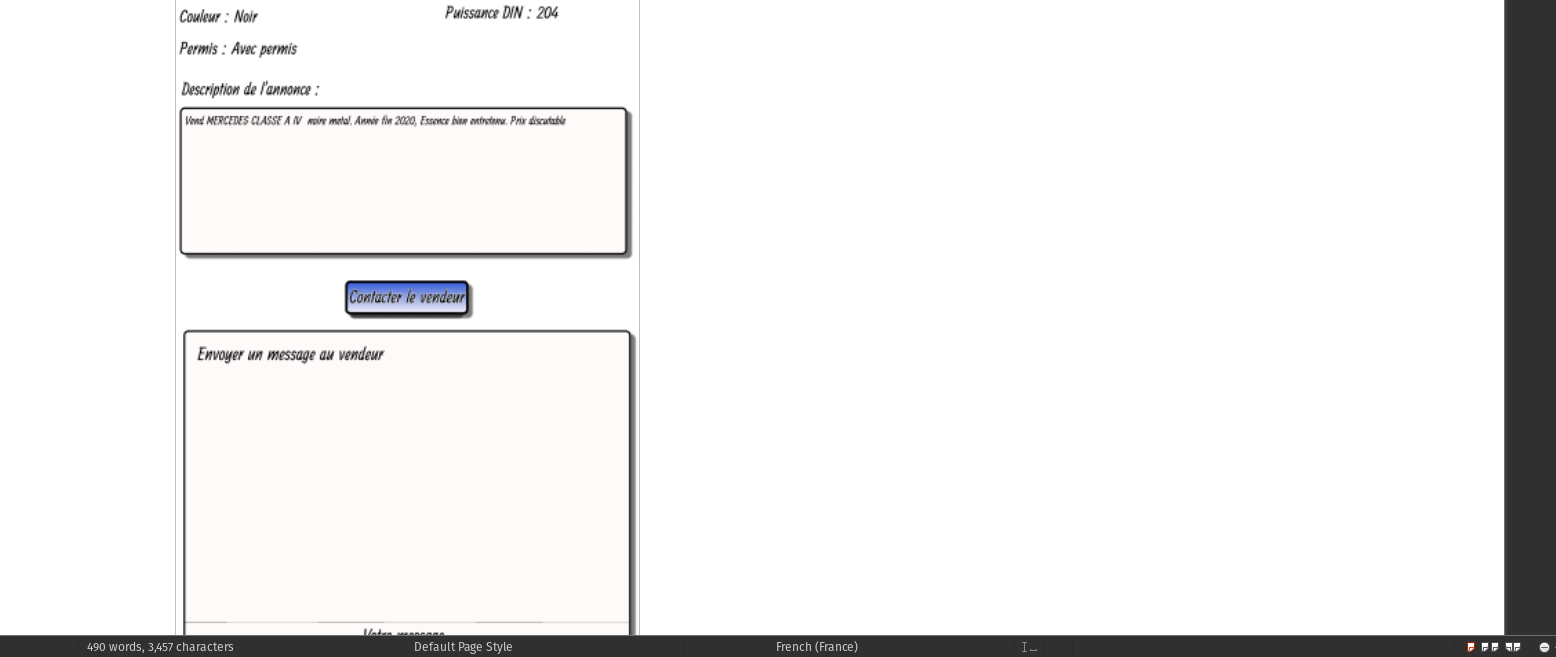 Couleur : Noir
Puissance DIN : 204
Permis : Avec permis
Description de l'annonce :
Vend MERCEDES CLASSE A IV noire metal. Année fin 2020, Essence bien entretenu. Prix discutable
Contacter le vendeur
Envoyer un message au vendeur
Votre message
490 words, 3,457 characters
Default Page Style
French (France)